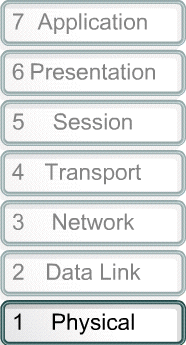 7 Application
6 Presentation
5 Session
4 Transport
3 Network
2 Data Link
1 Physical